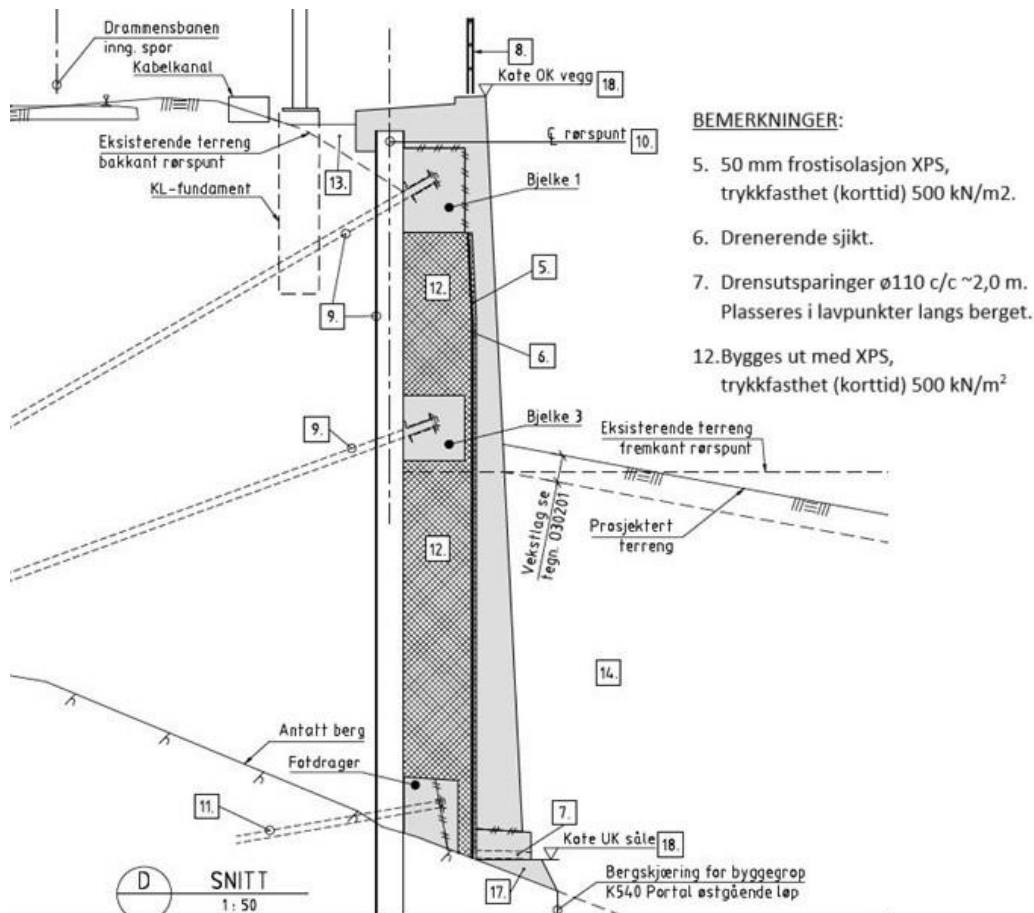 Drammensbanen
inng. spor
Kabelkanal
8.
Kote OK vegg 18.
℄ rørspunt 10.
Eksisterende terreng
bakkant rørspunt
13.
KL-fundament
Bjelke 1
9.
12.
5.
9.
6.
9.
Bjelke 3
Eksisterende terreng
fremkant rørspunt
12.
Vekstlag se
tegn. 030201
Prosjektert
terreng
14.
Antatt berg
Fotdrager
11.
7.
Kote UK såle 18.
17.
Bergskjæring for byggegrop
K540 Portal østgående løp
D SNITT
1:50
BEMERKNINGER:
5. 50 mm frostisolasjon XPS,
trykkfasthet (korttid) 500 kN/m2.
6. Drenerende sjikt.
7. Drensutsparinger ø110 c/c ~2,0 m.
Plasseres i lavpunkter langs berget.
12.Bygges ut med XPS,
trykkfasthet (korttid) 500 kN/m²